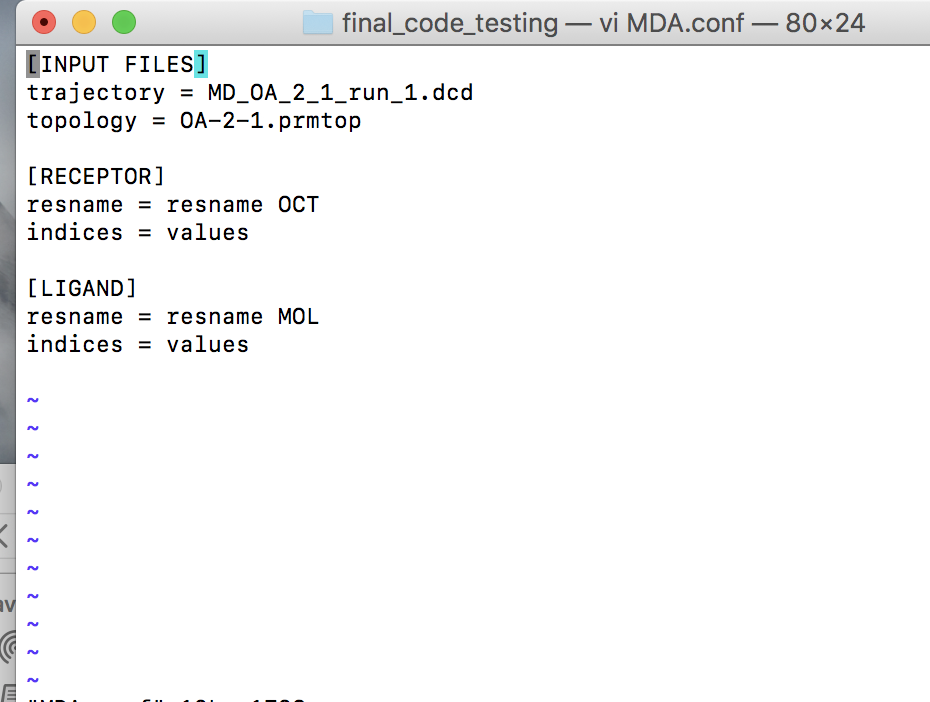 final_code_testing — vi MDA.conf — 80×24
[INPUT FILES]
trajectory = MD_OA_2_1_run_1.dcd
topology = OA-2-1.prmtop
[RECEPTOR]
resname = resname OCT
indices = values
[LIGAND]
resname = resname MOL
indices = values
~
~
~
~
~
~
~
~
~
~
~